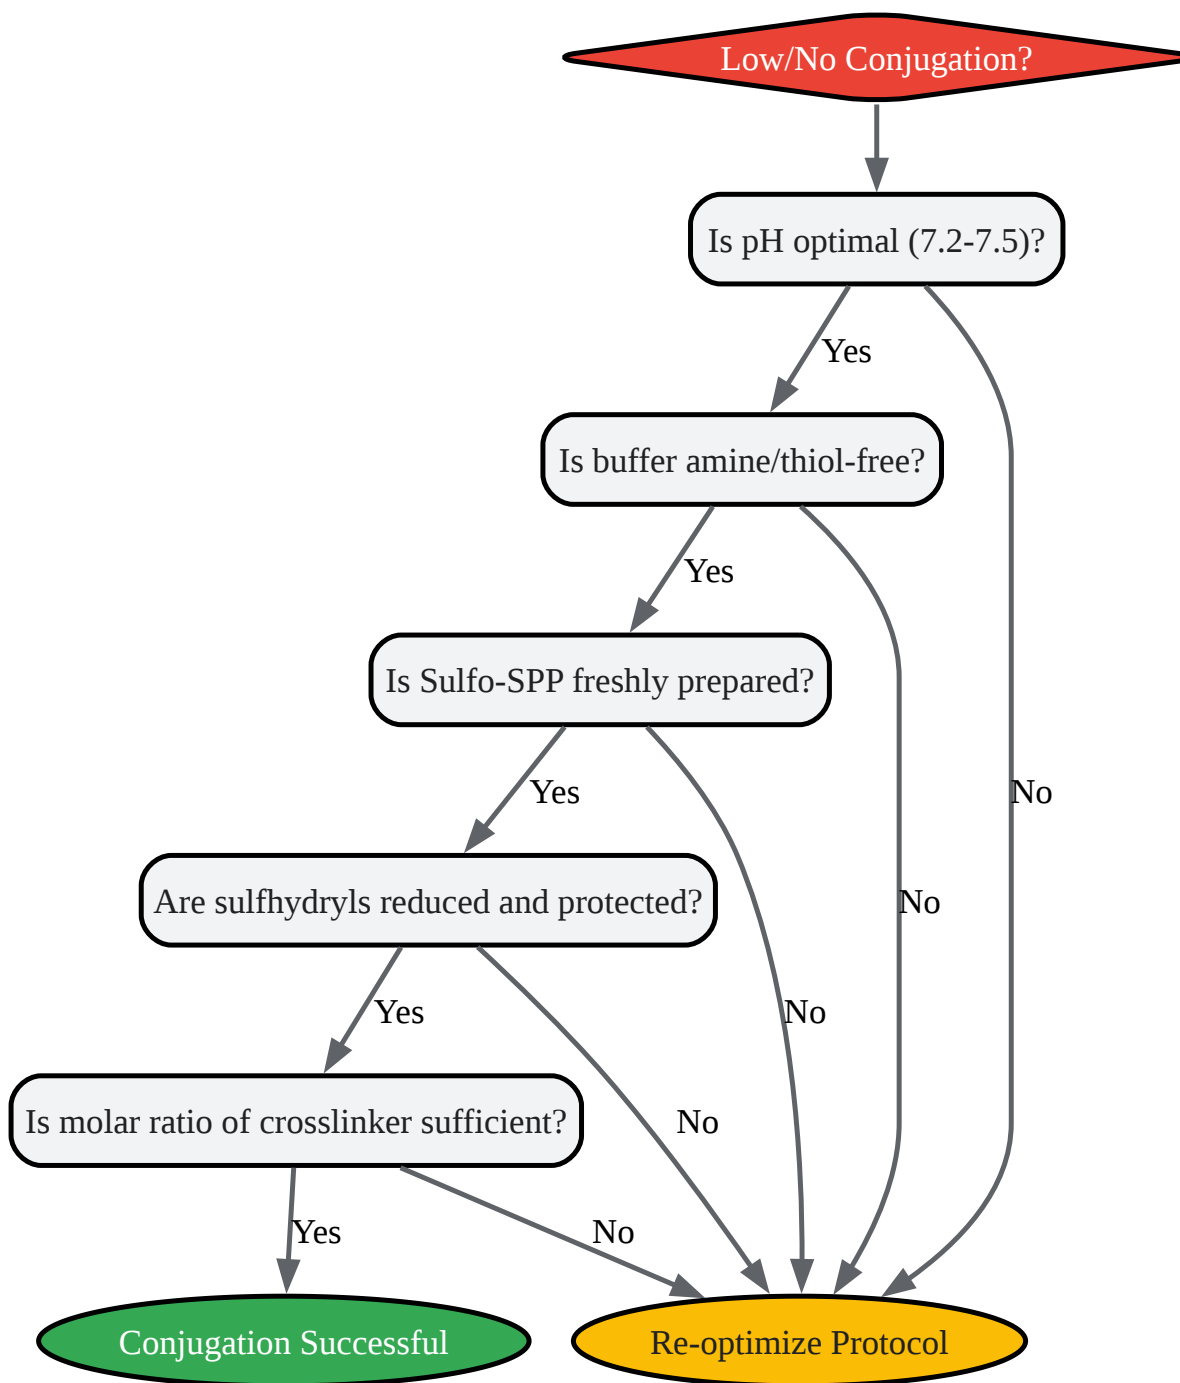 Low/No Conjugation?
Is pH optimal (7.2-7.5)?
Yes
Is buffer amine/thiol-free?
Yes
Is Sulfo-SPP freshly prepared?
Yes
No
Are sulfhydryls reduced and protected?
No
Yes
No
Is molar ratio of crosslinker sufficient?
No
Yes
No
Conjugation Successful
Re-optimize Protocol